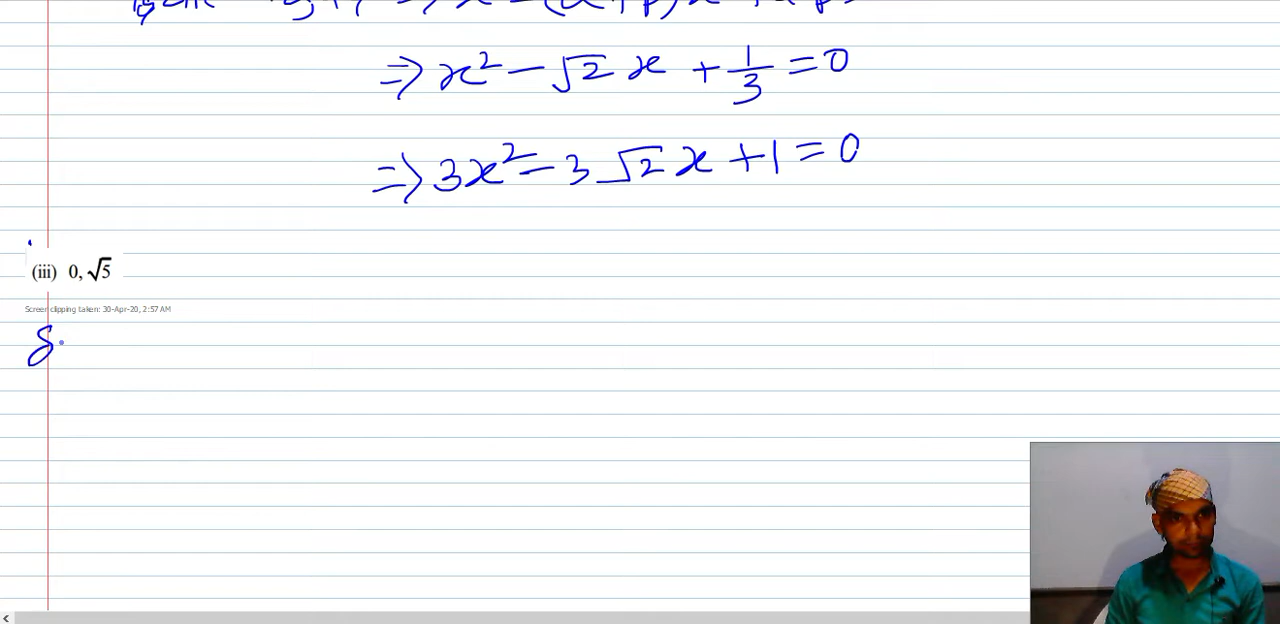 ⇒ x² − √2 x + 1/3 = 0
⇒ 3x² − 3√2 x + 1 = 0
(iii) 0, √5
Screen clipping taken: 30-Apr-20, 2:57 AM